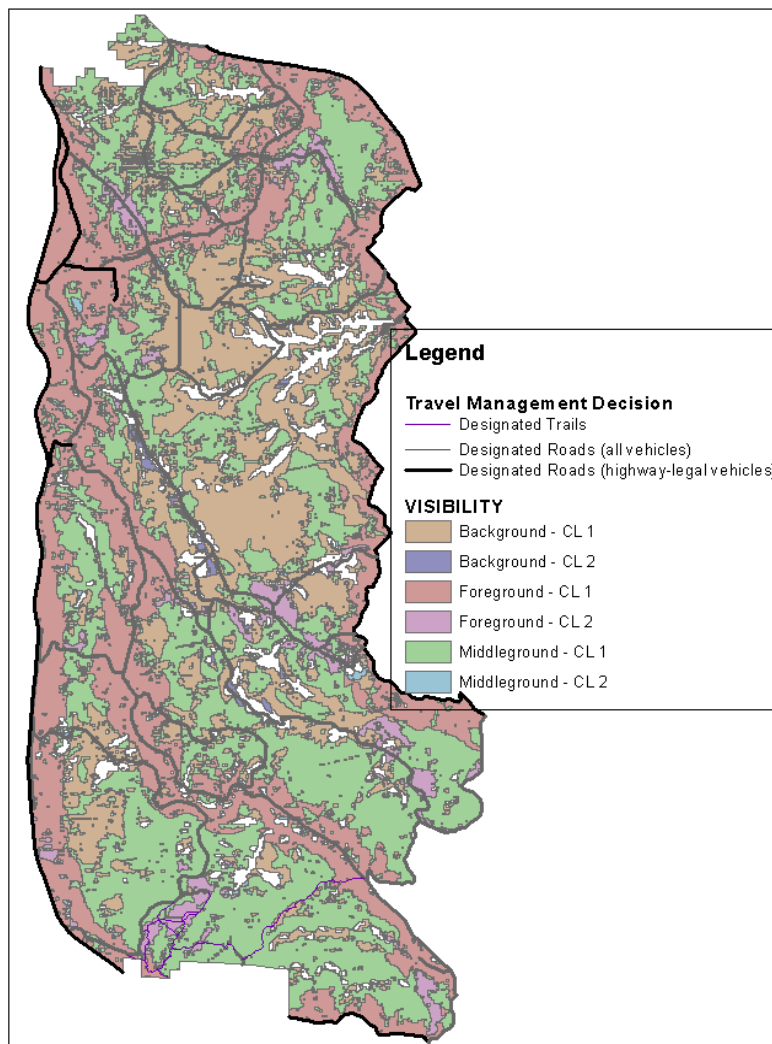 Legend
Travel Management Decision
Designated Trails
Designated Roads (all vehicles)
Designated Roads (highway-legal vehicles)
VISIBILITY
Background - CL 1
Background - CL 2
Foreground - CL 1
Foreground - CL 2
Middleground - CL 1
Middleground - CL 2